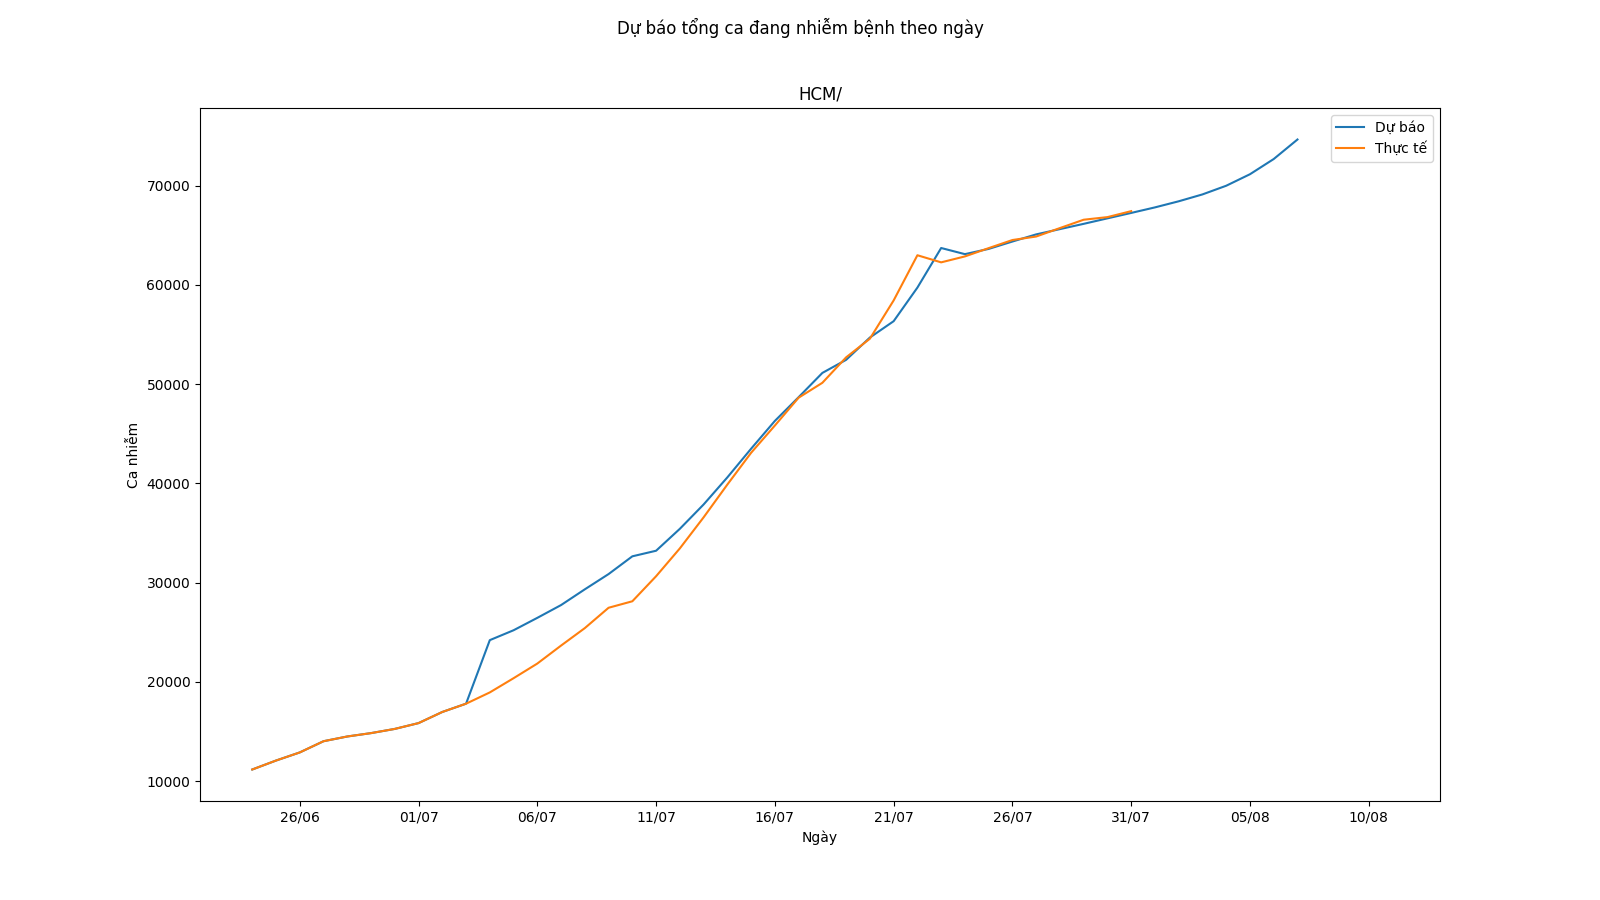 Dự báo tổng ca đang nhiễm bệnh theo ngày
HCM/
Dự báo
Thực tế
70000
60000
50000
40000
30000
20000
10000
Ca nhiễm
26/06
01/07
06/07
11/07
16/07
21/07
26/07
31/07
05/08
10/08
Ngày